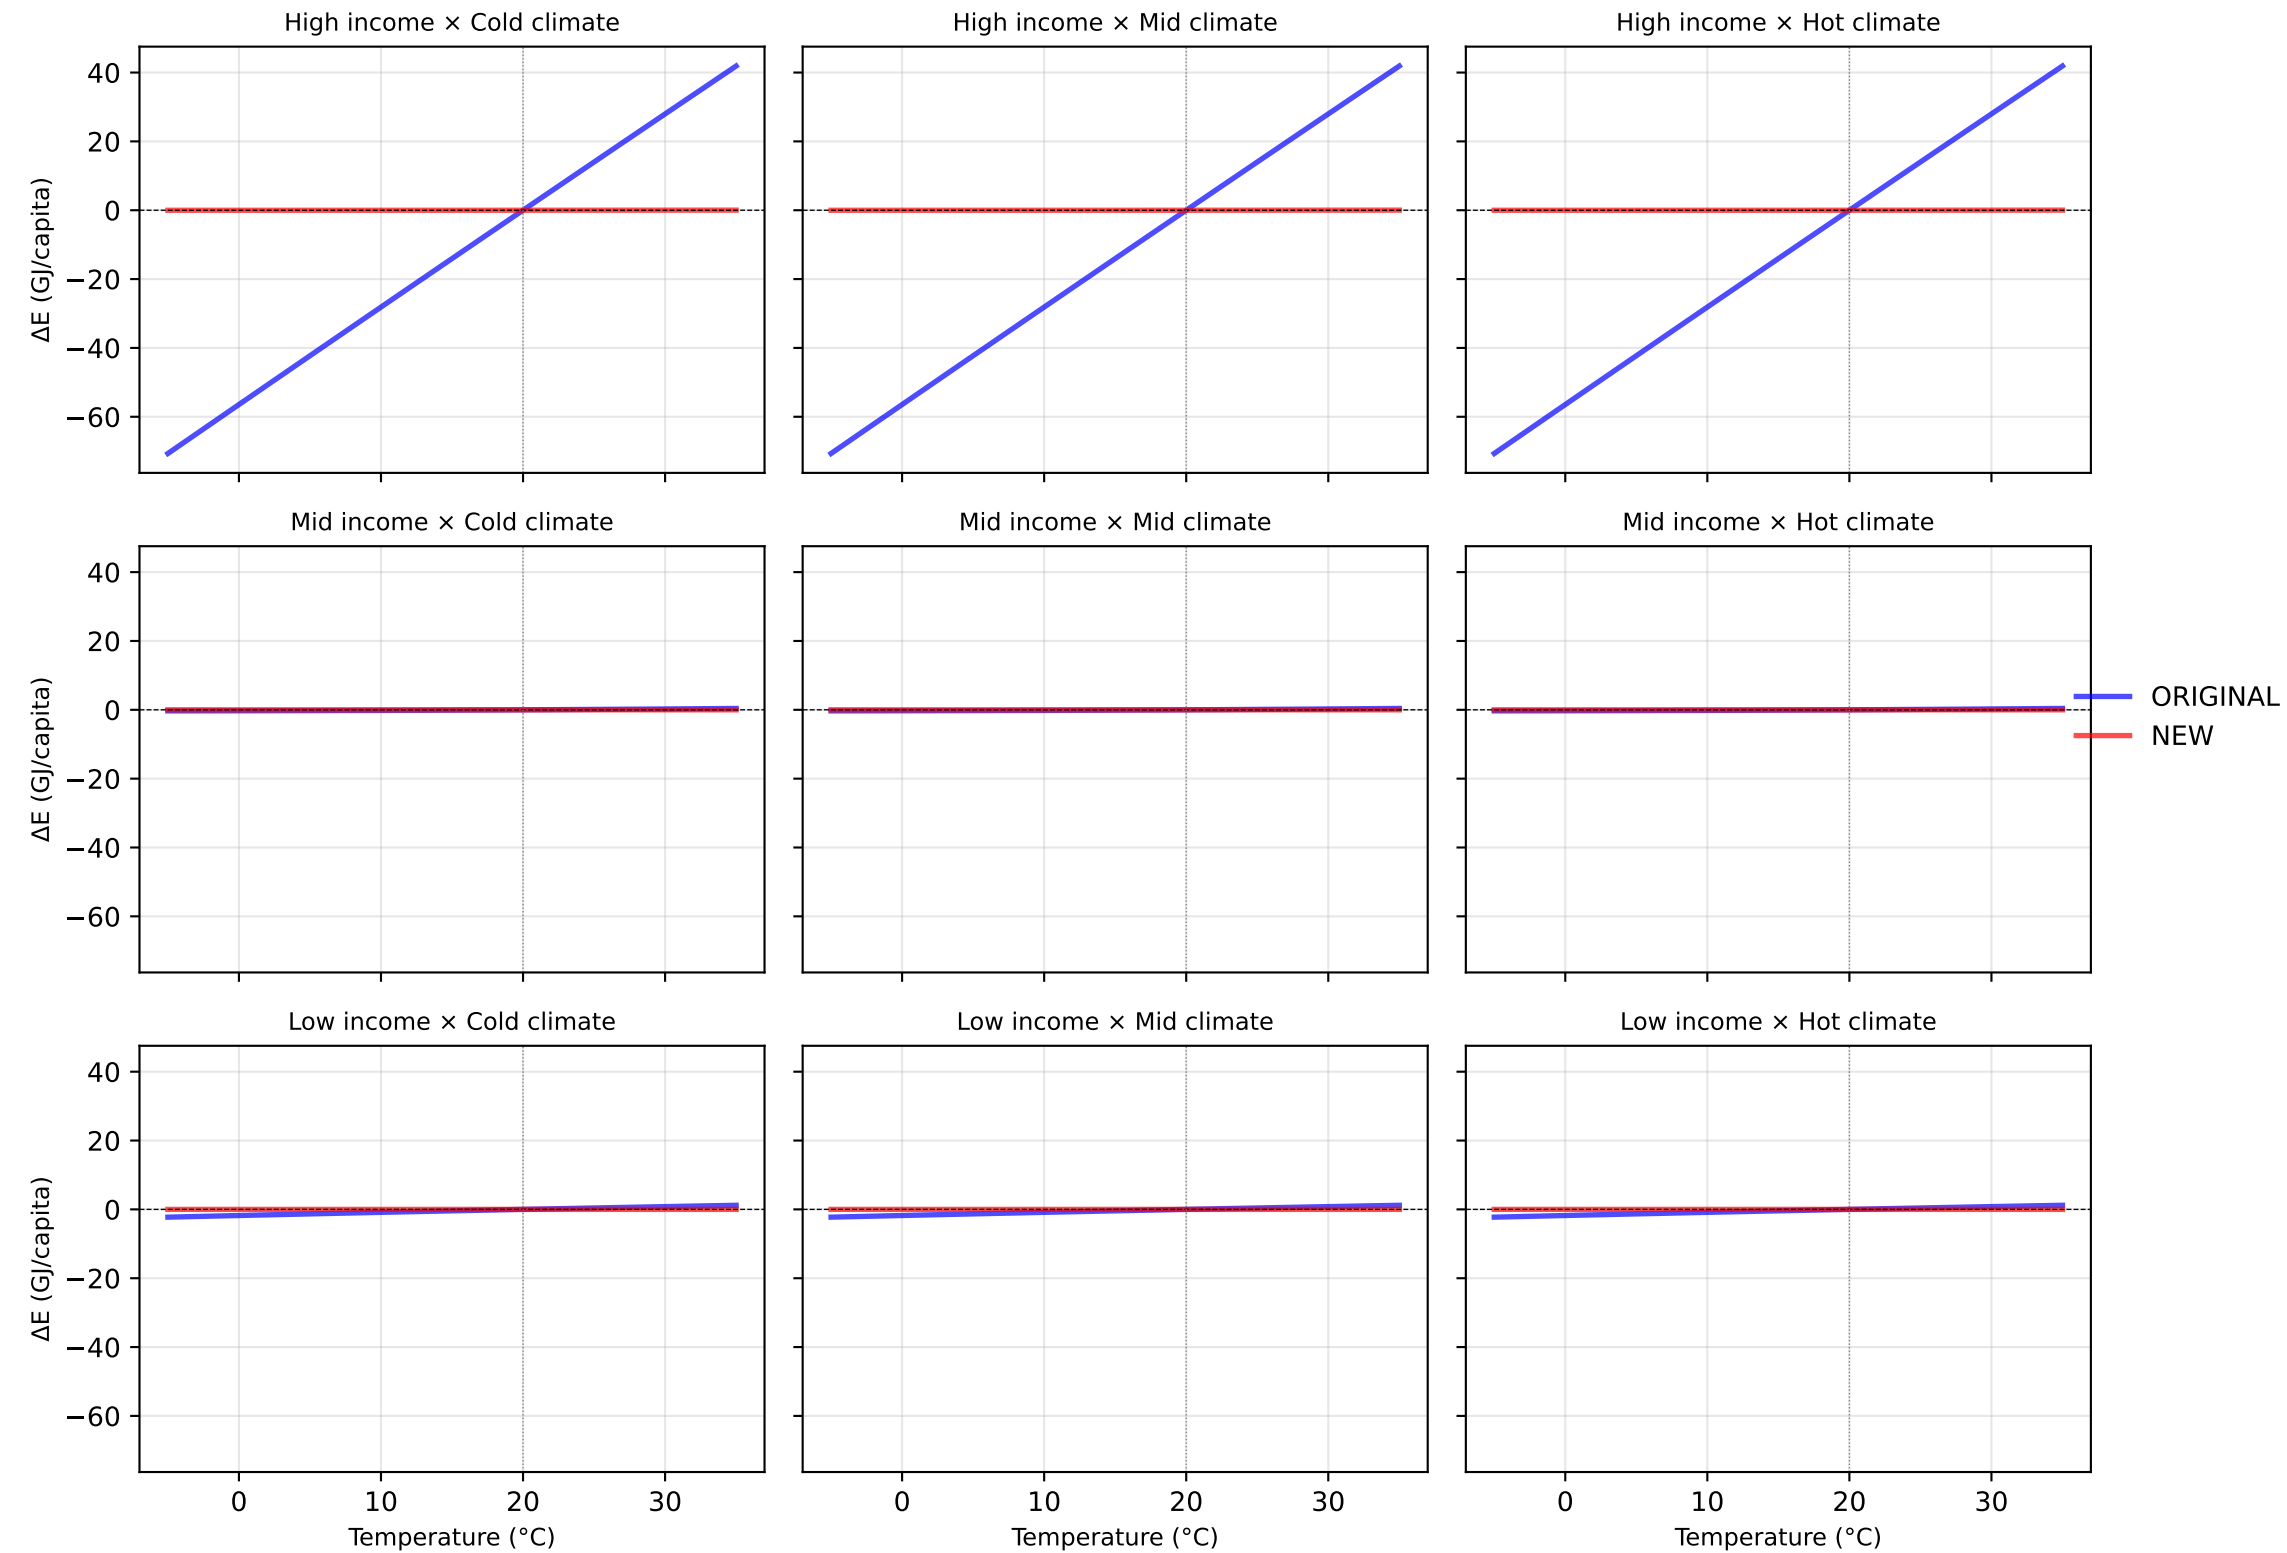 High income × Cold climate
High income × Mid climate
High income × Hot climate
40
20
0
−20
−40
−60
ΔE (GJ/capita)
Mid income × Cold climate
Mid income × Mid climate
Mid income × Hot climate
40
20
0
−20
−40
−60
ΔE (GJ/capita)
ORIGINAL
NEW
Low income × Cold climate
Low income × Mid climate
Low income × Hot climate
40
20
0
−20
−40
−60
ΔE (GJ/capita)
0 10 20 30
0 10 20 30
0 10 20 30
Temperature (°C)
Temperature (°C)
Temperature (°C)